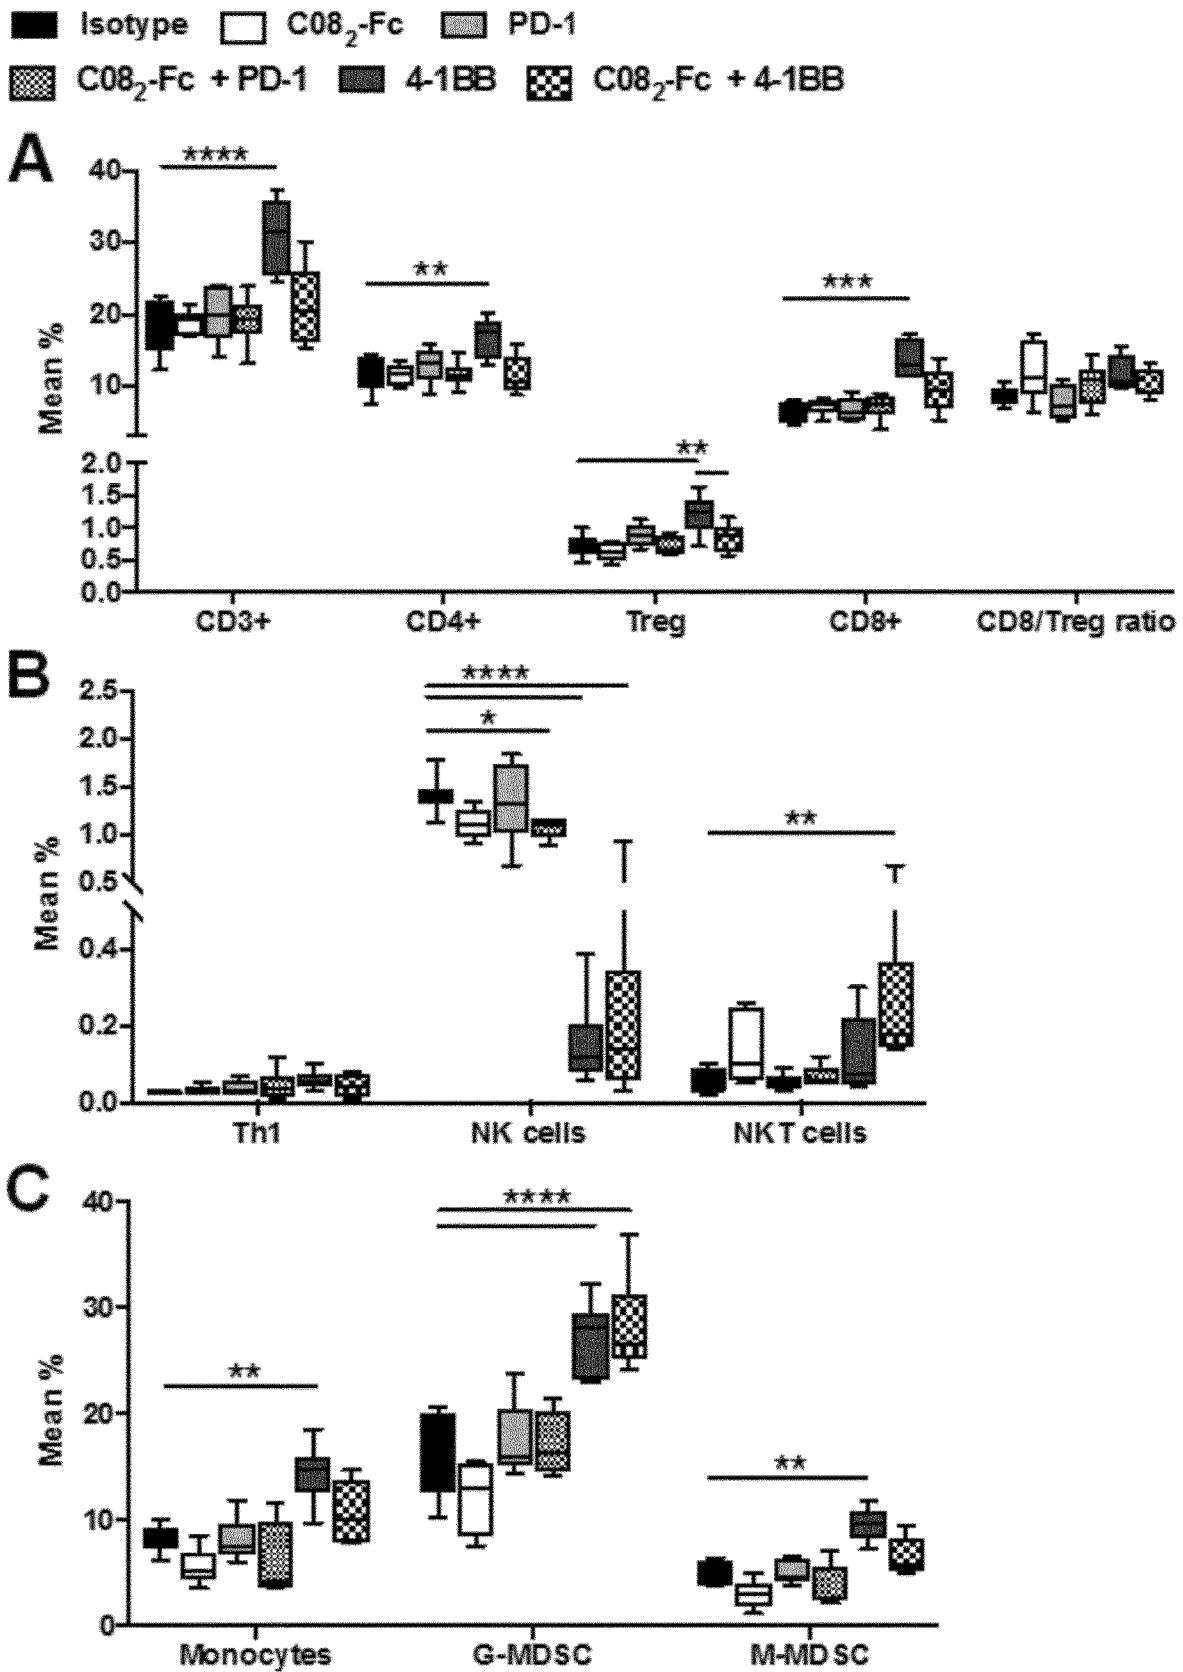 Isotype C08₂-Fc PD-1
C08₂-Fc + PD-1 4-1BB C08₂-Fc + 4-1BB
A
Mean %
40
30
20
10
2.0
1.5
1.0
0.5
0.0
****
**
**
***
CD3+ CD4+ Treg CD8+ CD8/Treg ratio
B
Mean %
2.5
2.0
1.5
1.0
0.5
0.4
0.2
0.0
****
*
**
Th1 NK cells NKT cells
C
Mean %
40
30
20
10
0
**
****
**
Monocytes G-MDSC M-MDSC